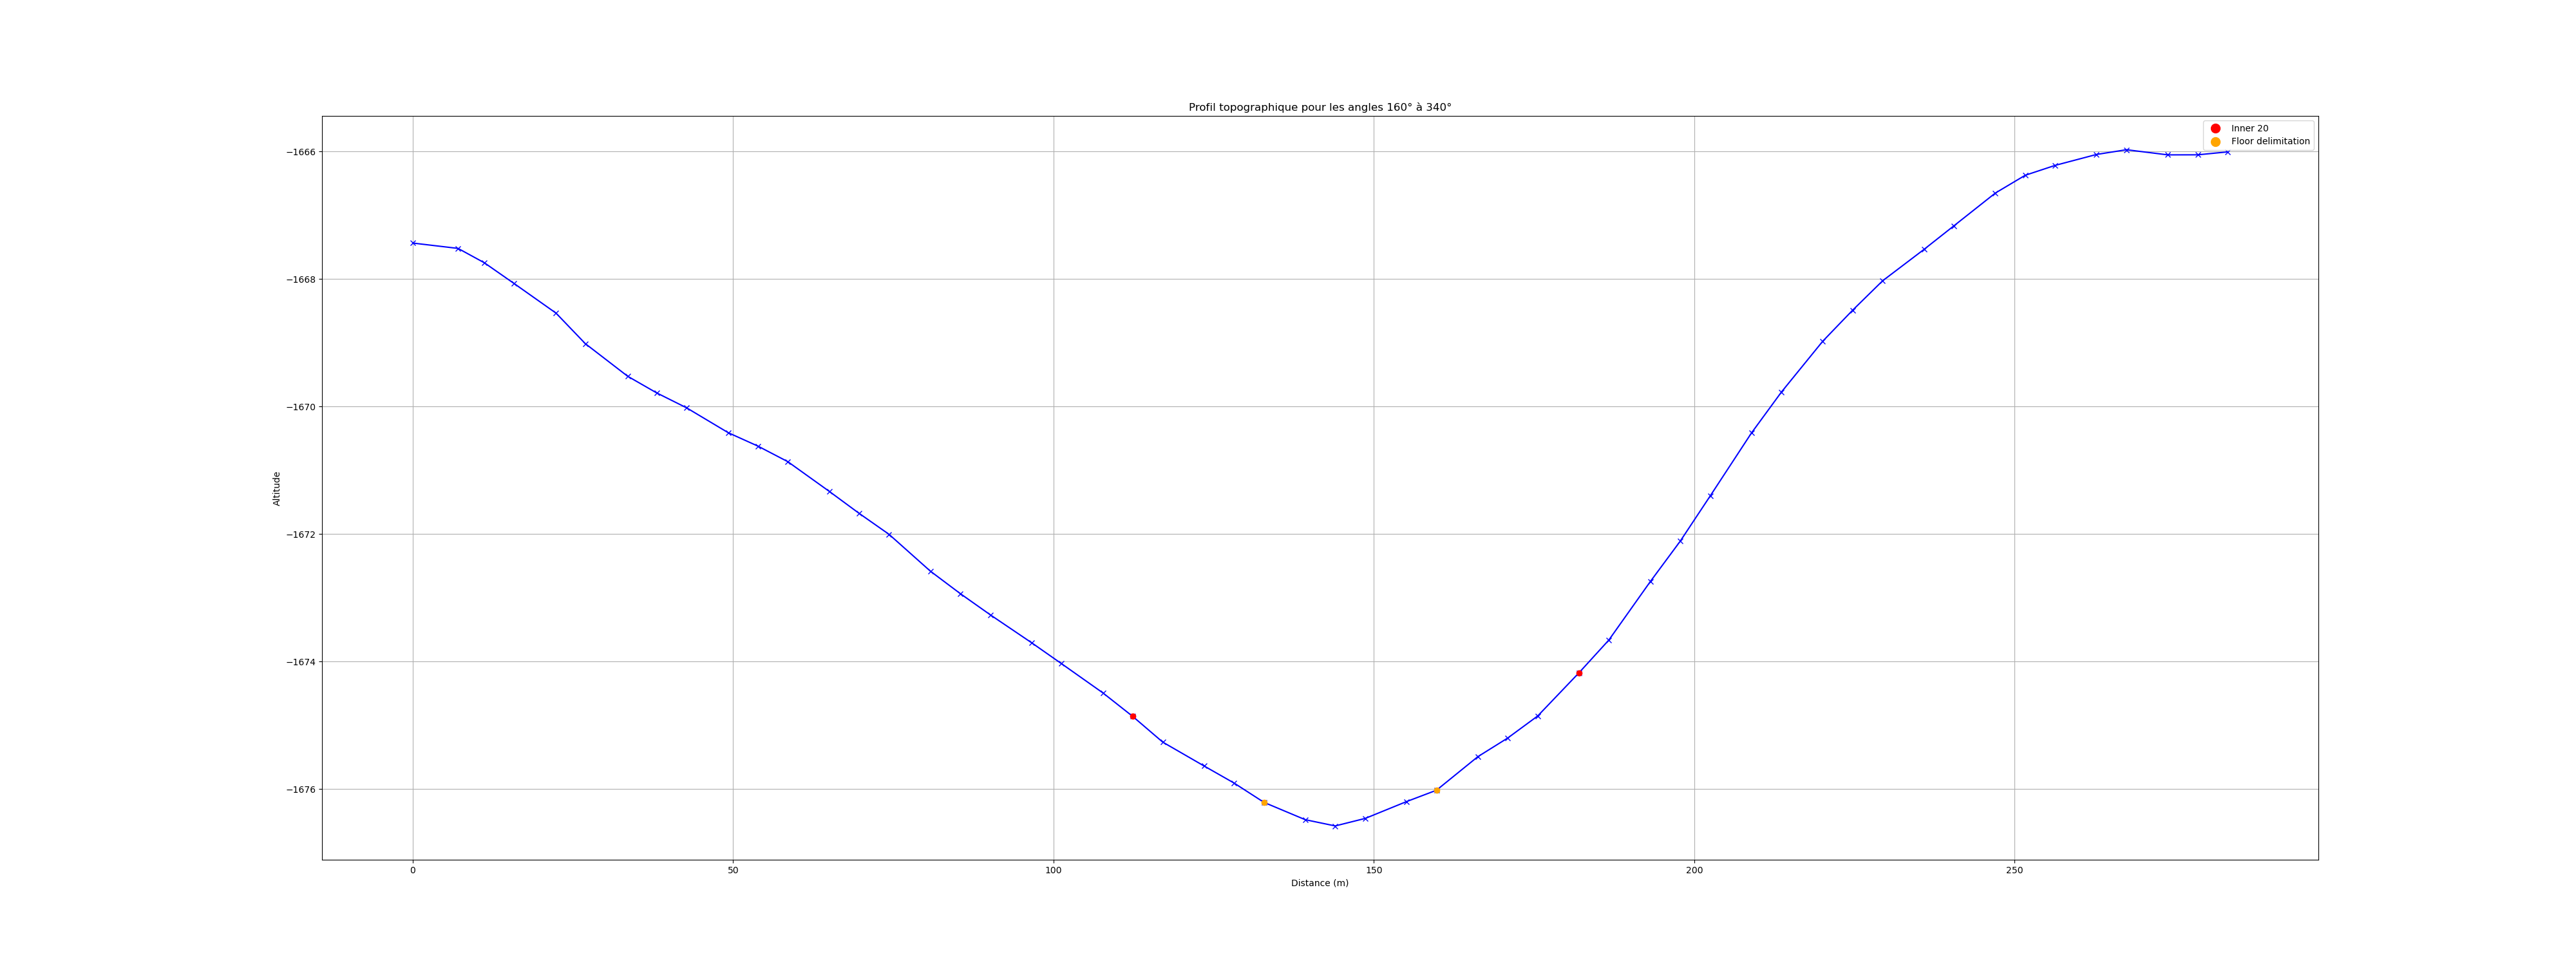 Profil topographique pour les angles 160° à 340°
Inner 20
Floor delimitation
−1666
−1668
−1670
−1672
−1674
−1676
Altitude
0 50 100 150 200 250
Distance (m)